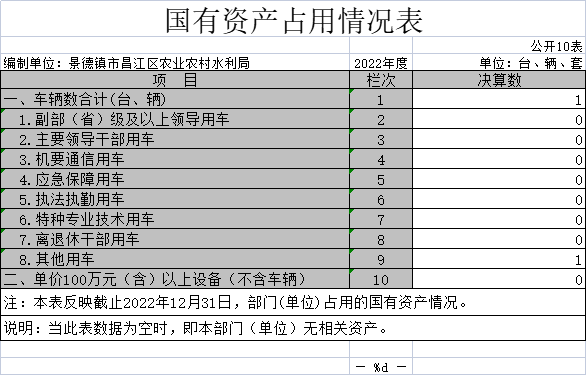 国有资产占用情况表
公开10表
编制单位：景德镇市昌江区农业农村水利局 2022年度 单位：台、辆、套
项 目 栏次 决算数
一、车辆数合计(台、辆) 1 1
1.副部（省）级及以上领导用车 2 0
2.主要领导干部用车 3 0
3.机要通信用车 4 0
4.应急保障用车 5 0
5.执法执勤用车 6 0
6.特种专业技术用车 7 0
7.离退休干部用车 8 0
8.其他用车 9 1
二、单价100万元（含）以上设备（不含车辆） 10 0
注：本表反映截止2022年12月31日，部门(单位)占用的国有资产情况。
说明：当此表数据为空时，即本部门（单位）无相关资产。
— %d —